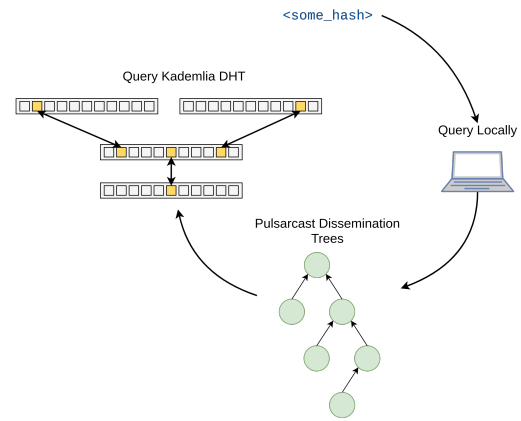 <some_hash>
Query Kademlia DHT
Query Locally
Pulsarcast Dissemination
Trees